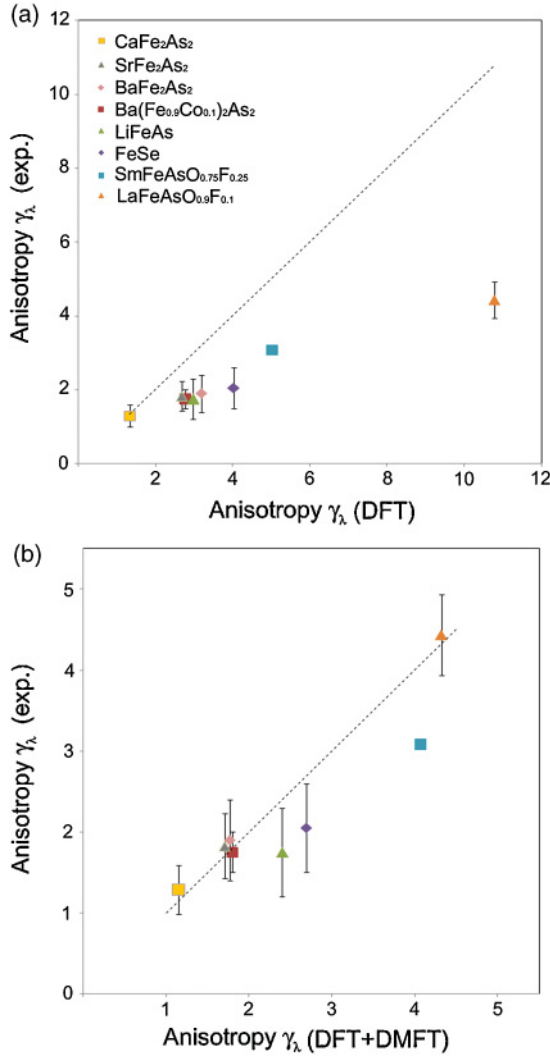 (a)
12
10
8
6
4
2
0
Anisotropy γλ (exp.)
CaFe₂As₂
SrFe₂As₂
BaFe₂As₂
Ba(Fe₀.₉Co₀.₁)₂As₂
LiFeAs
FeSe
SmFeAsO₀.₇₅F₀.₂₅
LaFeAsO₀.₉F₀.₁
2 4 6 8 10 12
Anisotropy γλ (DFT)
(b)
5
4
3
2
1
0
Anisotropy γλ (exp.)
1 2 3 4 5
Anisotropy γλ (DFT+DMFT)